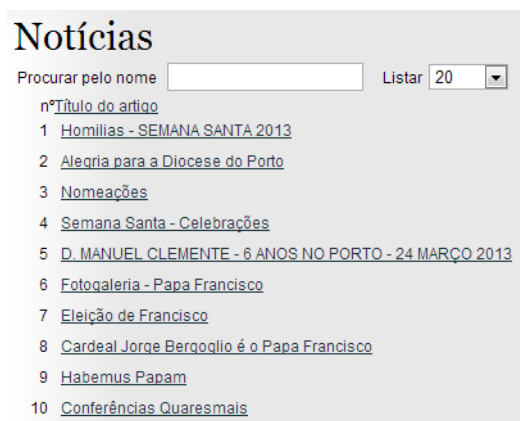 Notícias
Procurar pelo nome Listar 20
nº Título do artigo
1 Homilias - SEMANA SANTA 2013
2 Alegria para a Diocese do Porto
3 Nomeações
4 Semana Santa - Celebrações
5 D. MANUEL CLEMENTE - 6 ANOS NO PORTO - 24 MARÇO 2013
6 Fotogaleria - Papa Francisco
7 Eleição de Francisco
8 Cardeal Jorge Bergoglio é o Papa Francisco
9 Habemus Papam
10 Conferências Quaresmais